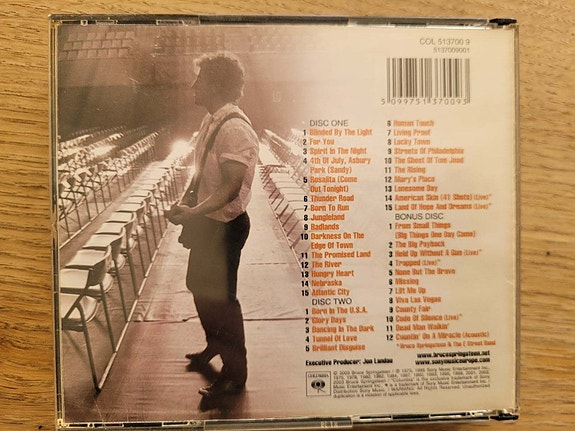 COL 513700 9
5137009001
5099751370093
DISC ONE
1 Blinded By The Light
2 For You
3 Spirit In The Night
4 4th Of July, Asbury
Park (Sandy)
5 Rosalita (Come
Out Tonight)
6 Thunder Road
7 Born To Run
8 Jungleland
9 Badlands
10 Darkness On The
Edge Of Town
11 The Promised Land
12 The River
13 Hungry Heart
14 Nebraska
15 Atlantic City
DISC TWO
1 Born In The U.S.A.
2 Glory Days
3 Dancing In The Dark
4 Tunnel Of Love
5 Brilliant Disguise
6 Human Touch
7 Living Proof
8 Lucky Town
9 Streets Of Philadelphia
10 The Ghost Of Tom Joad
11 The Rising
12 Mary's Place
13 Lonesome Day
14 American Skin (41 Shots) (Live)*
15 Land Of Hope And Dreams (Live)*
BONUS DISC
1 From Small Things
(Big Things One Day Come)
2 The Big Payback
3 Held Up Without A Gun (Live)*
4 Trapped (Live)*
5 None But The Brave
6 Missing
7 Lift Me Up
8 Viva Las Vegas
9 County Fair
10 Code Of Silence (Live)*
11 Dead Man Walkin'
12 Countin' On A Miracle (Acoustic)
* Bruce Springsteen & The E Street Band
Executive Producer: Jon Landau
www.brucespringsteen.net
www.sonymusiceurope.com
COLUMBIA